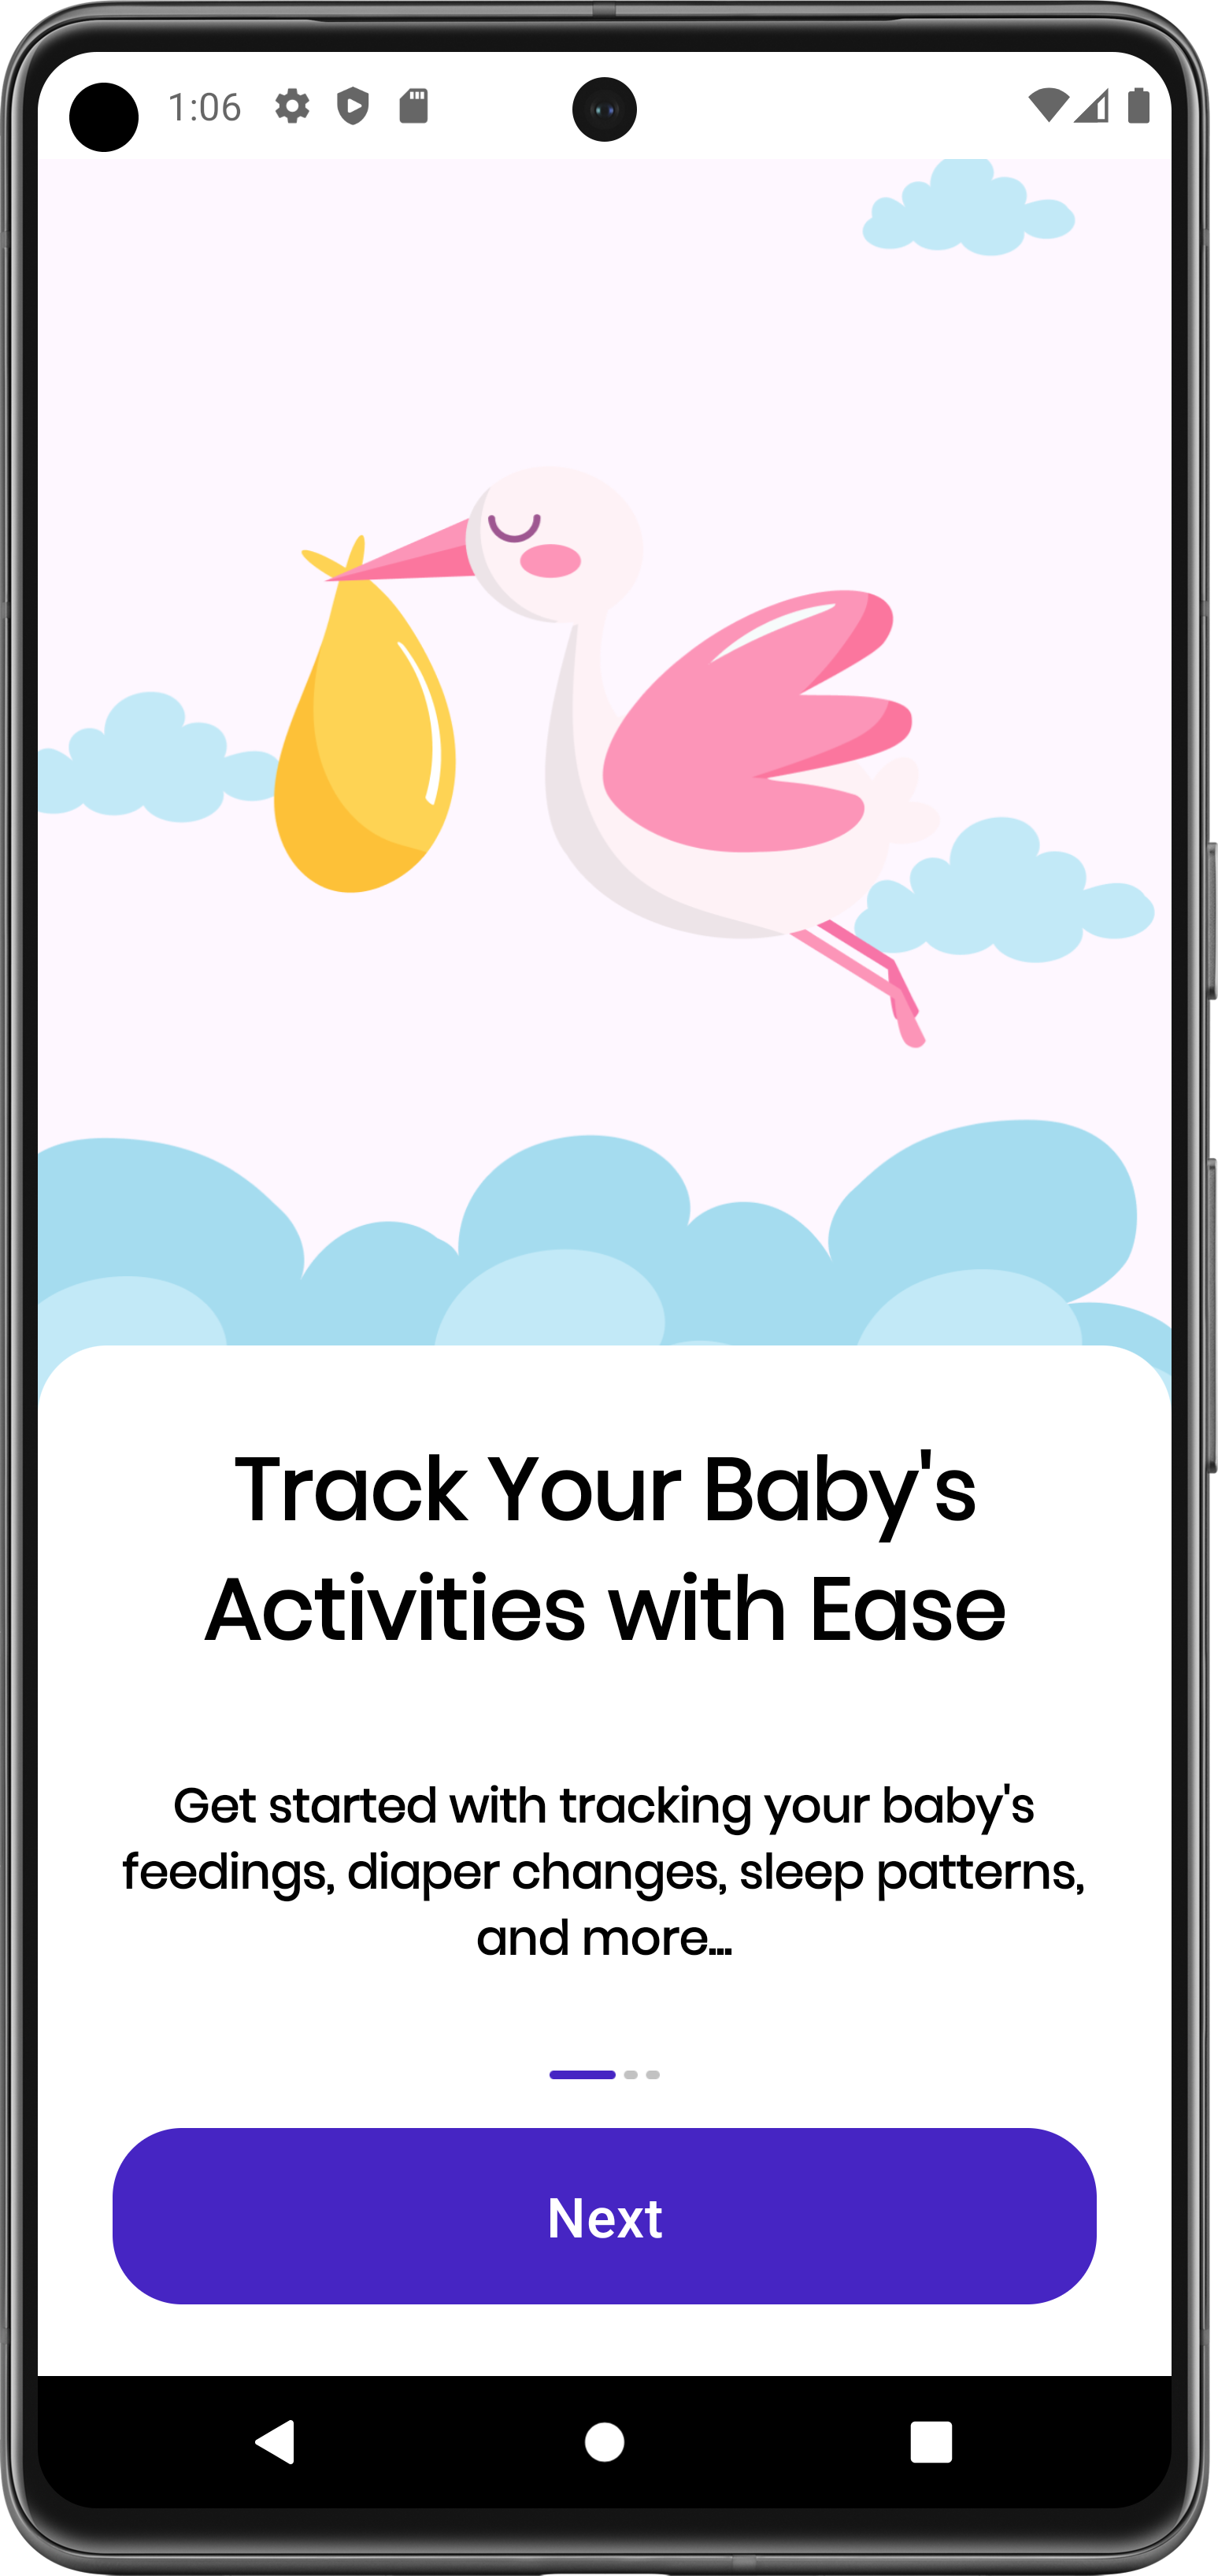 1:06
Track Your Baby's
Activities with Ease
Get started with tracking your baby's
feedings, diaper changes, sleep patterns,
and more...
Next